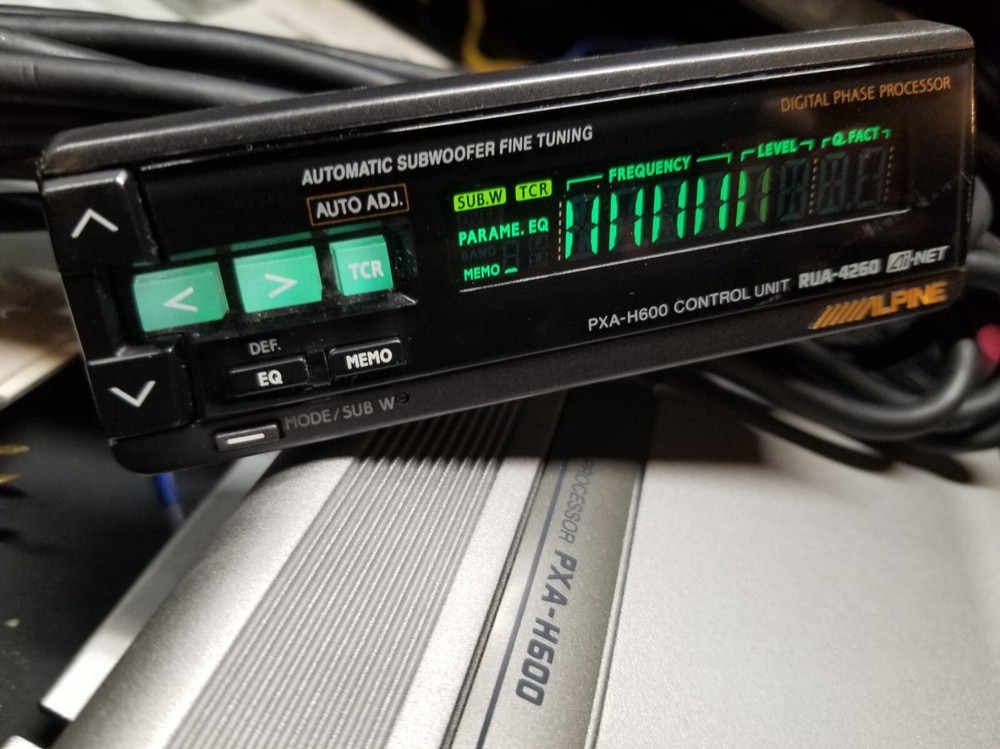 DIGITAL PHASE PROCESSOR
AUTOMATIC SUBWOOFER FINE TUNING
AUTO ADJ.
SUB.W TCR
FREQUENCY LEVEL Q.FACT
PARAME. EQ
BAND
MEMO
< > TCR
DEF.
EQ MEMO
MODE/SUB W
PXA-H600 CONTROL UNIT RUA-4260 Ai-NET
ALPINE
PROCESSOR PXA-H600